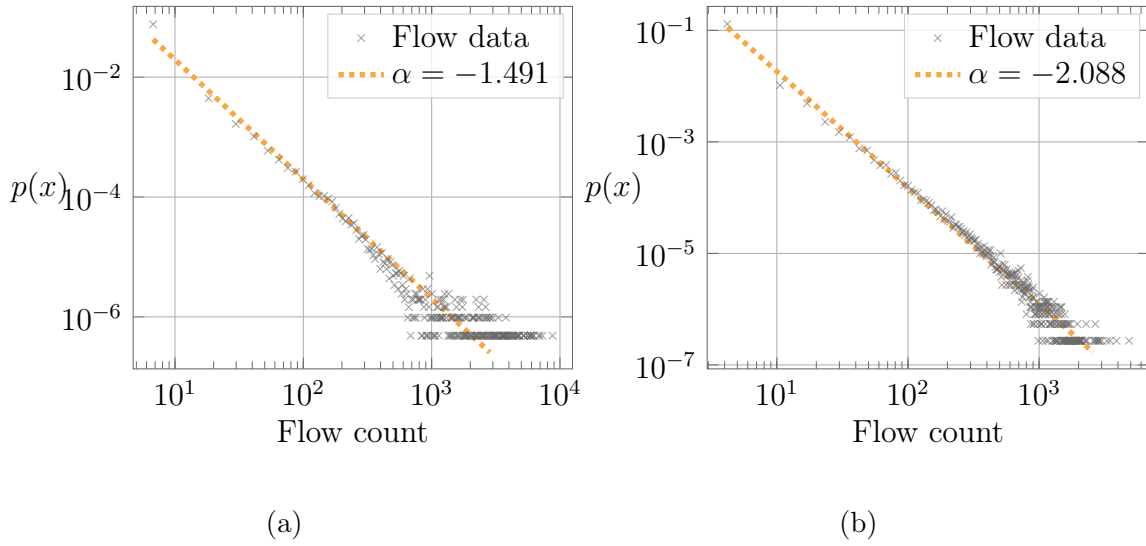 10^{-2}
10^{-4}
10^{-6}
p(x)
10^1
10^2
10^3
10^4
Flow count
Flow data
α = −1.491
(a)
10^{-1}
10^{-3}
10^{-5}
10^{-7}
p(x)
10^1
10^2
10^3
Flow count
Flow data
α = −2.088
(b)